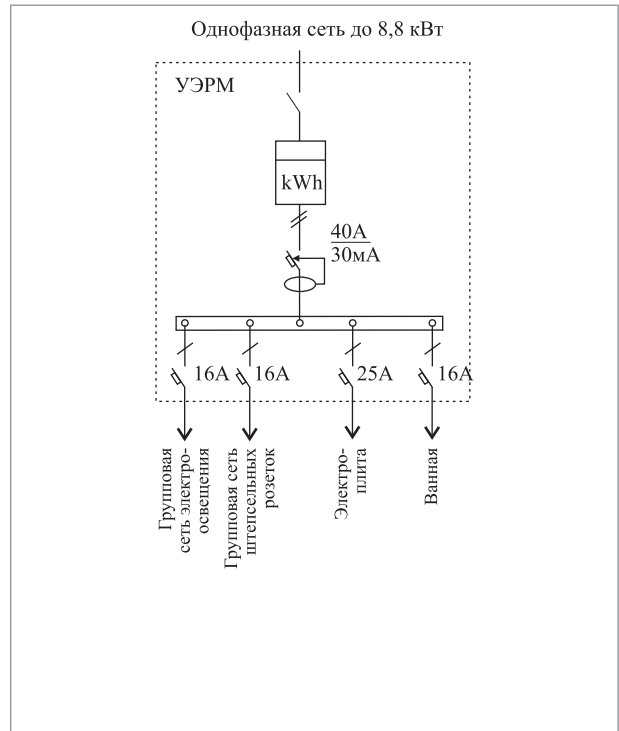 Однофазная сеть до 8,8 кВт
УЭРМ
kWh
40А
30мА
16А
16А
25А
16А
Групповая
сеть электро-
освещения
Групповая сеть
штепсельных
розеток
Электро-
плита
Ванная